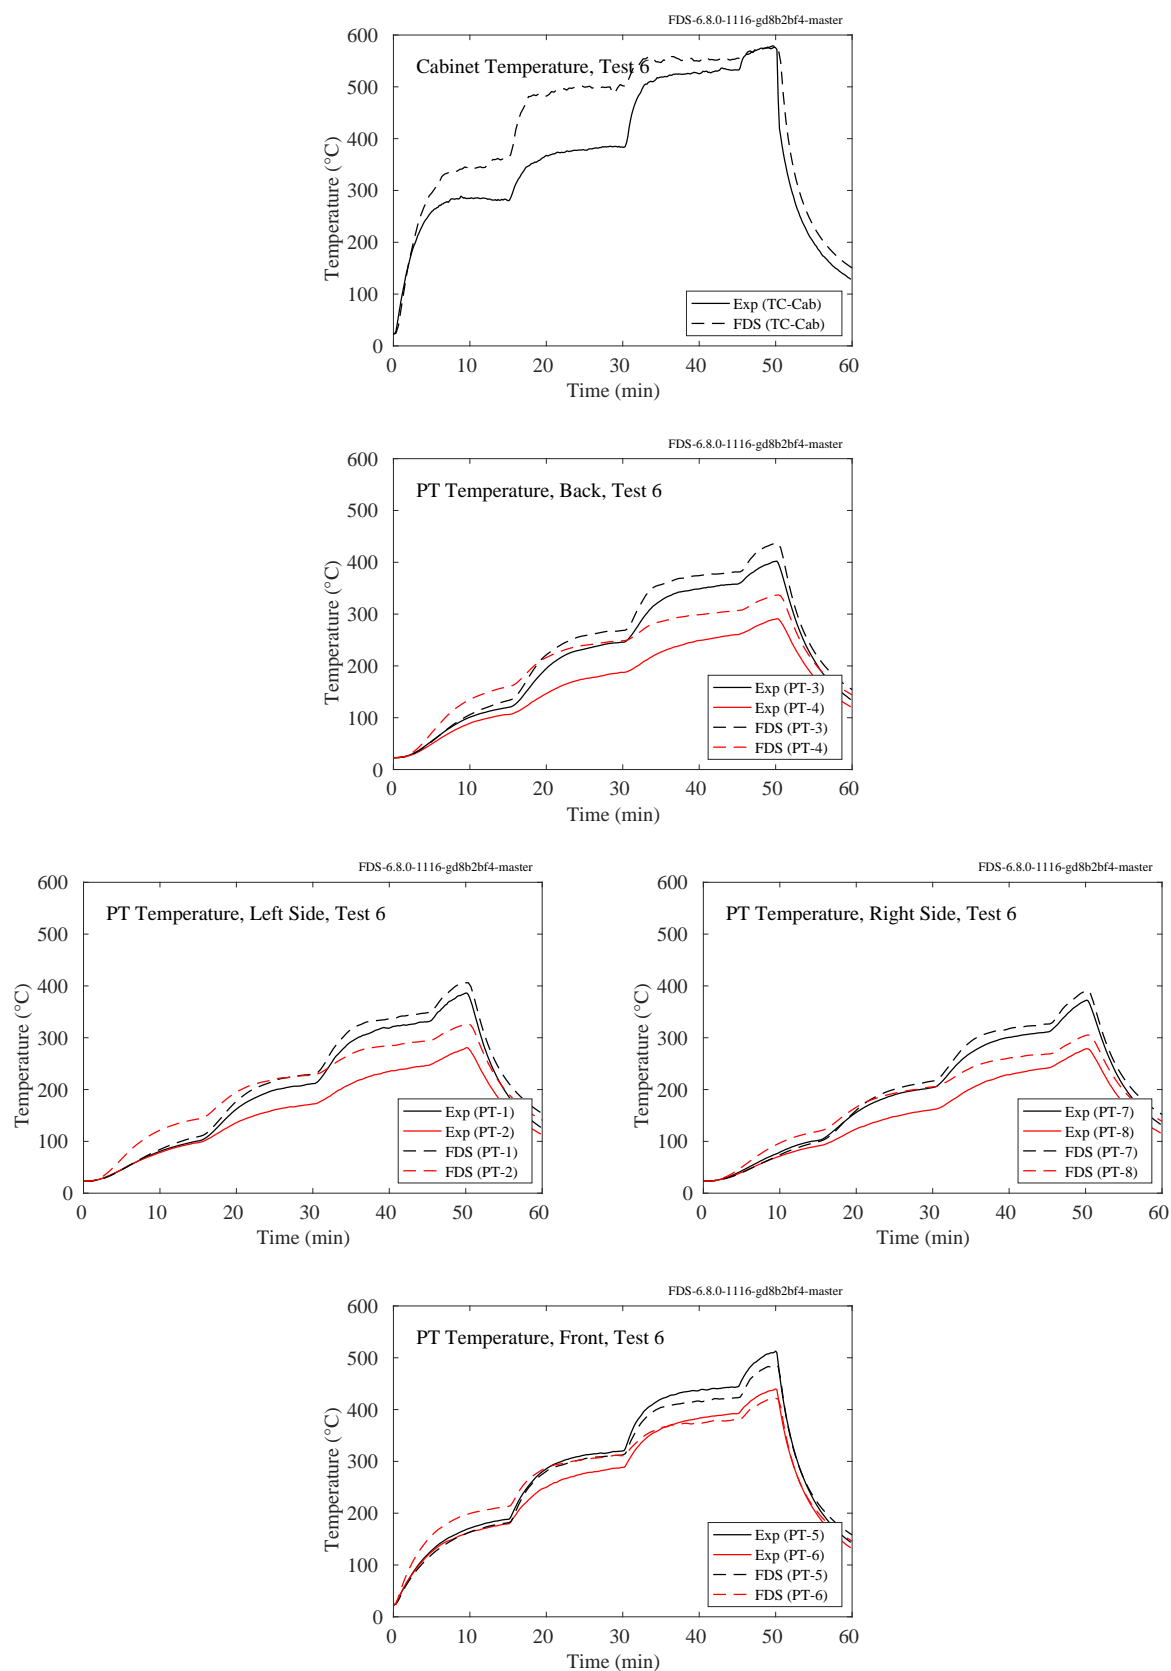 FDS-6.8.0-1116-gd8b2bf4-master
Cabinet Temperature, Test 6
Temperature (°C)
600
500
400
300
200
100
0
Exp (TC-Cab)
FDS (TC-Cab)
0 10 20 30 40 50 60
Time (min)
FDS-6.8.0-1116-gd8b2bf4-master
PT Temperature, Back, Test 6
Temperature (°C)
600
500
400
300
200
100
0
Exp (PT-3)
Exp (PT-4)
FDS (PT-3)
FDS (PT-4)
0 10 20 30 40 50 60
Time (min)
FDS-6.8.0-1116-gd8b2bf4-master
PT Temperature, Left Side, Test 6
Temperature (°C)
600
500
400
300
200
100
0
Exp (PT-1)
Exp (PT-2)
FDS (PT-1)
FDS (PT-2)
0 10 20 30 40 50 60
Time (min)
FDS-6.8.0-1116-gd8b2bf4-master
PT Temperature, Right Side, Test 6
Temperature (°C)
600
500
400
300
200
100
0
Exp (PT-7)
Exp (PT-8)
FDS (PT-7)
FDS (PT-8)
0 10 20 30 40 50 60
Time (min)
FDS-6.8.0-1116-gd8b2bf4-master
PT Temperature, Front, Test 6
Temperature (°C)
600
500
400
300
200
100
0
Exp (PT-5)
Exp (PT-6)
FDS (PT-5)
FDS (PT-6)
0 10 20 30 40 50 60
Time (min)